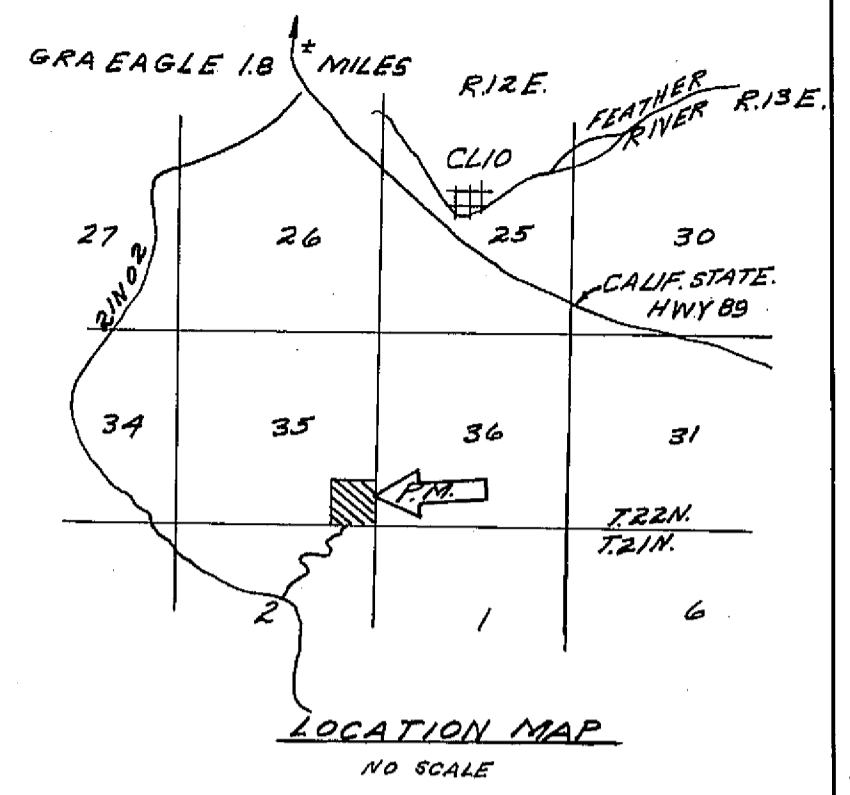 GRAEAGLE 1.8 ± MILES
R.12E.
FEATHER
RIVER
R.13E.
CLIO
27
26
25
30
21N02
CALIF. STATE.
HWY 89
34
35
36
31
P.M.
T.22N.
T.21N.
2
1
6
LOCATION MAP
NO SCALE